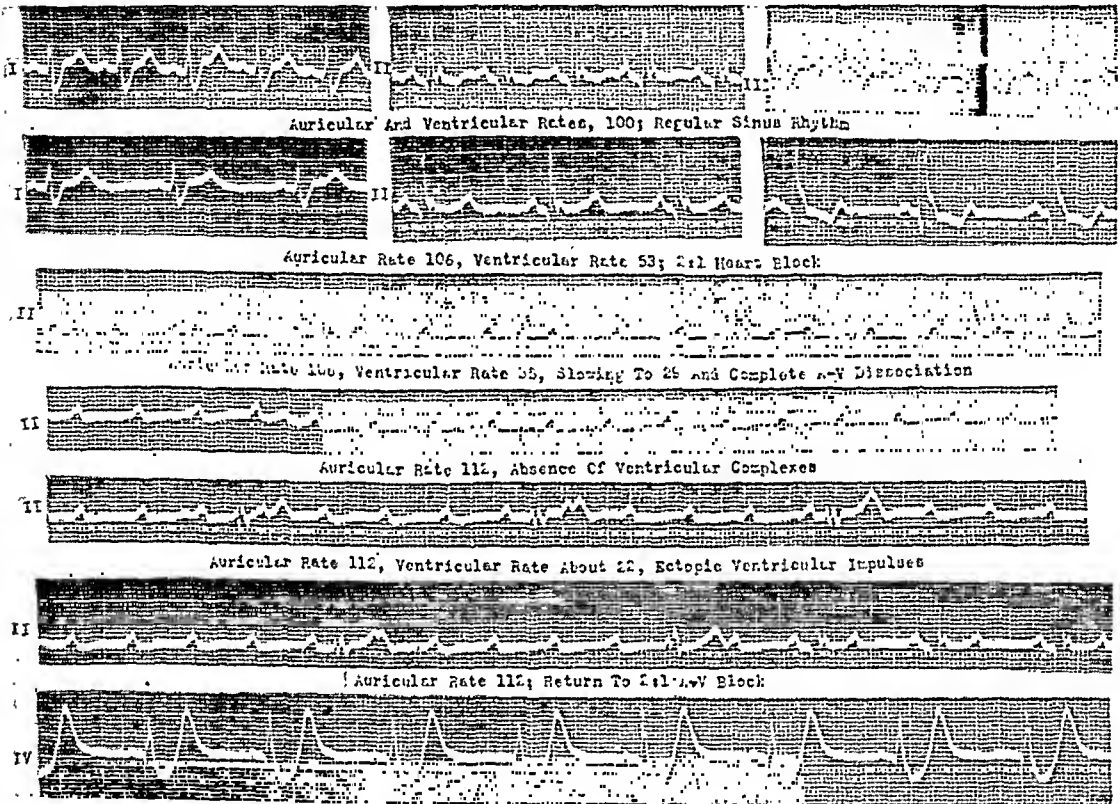 I II III
Auricular And Ventricular Rates, 100; Regular Sinus Rhythm
I II
Auricular Rate 106, Ventricular Rate 53; 2:1 Heart Block
II
Auricular Rate Ventricular Rate Slowing To And Complete A-V Dissociation
II
Auricular Rate 112, Absence Of Ventricular Complexes
II
Auricular Rate 112, Ventricular Rate About 22, Ectopic Ventricular Impulses
II
Auricular Rate 112; Return To 2:1 A-V Block
IV